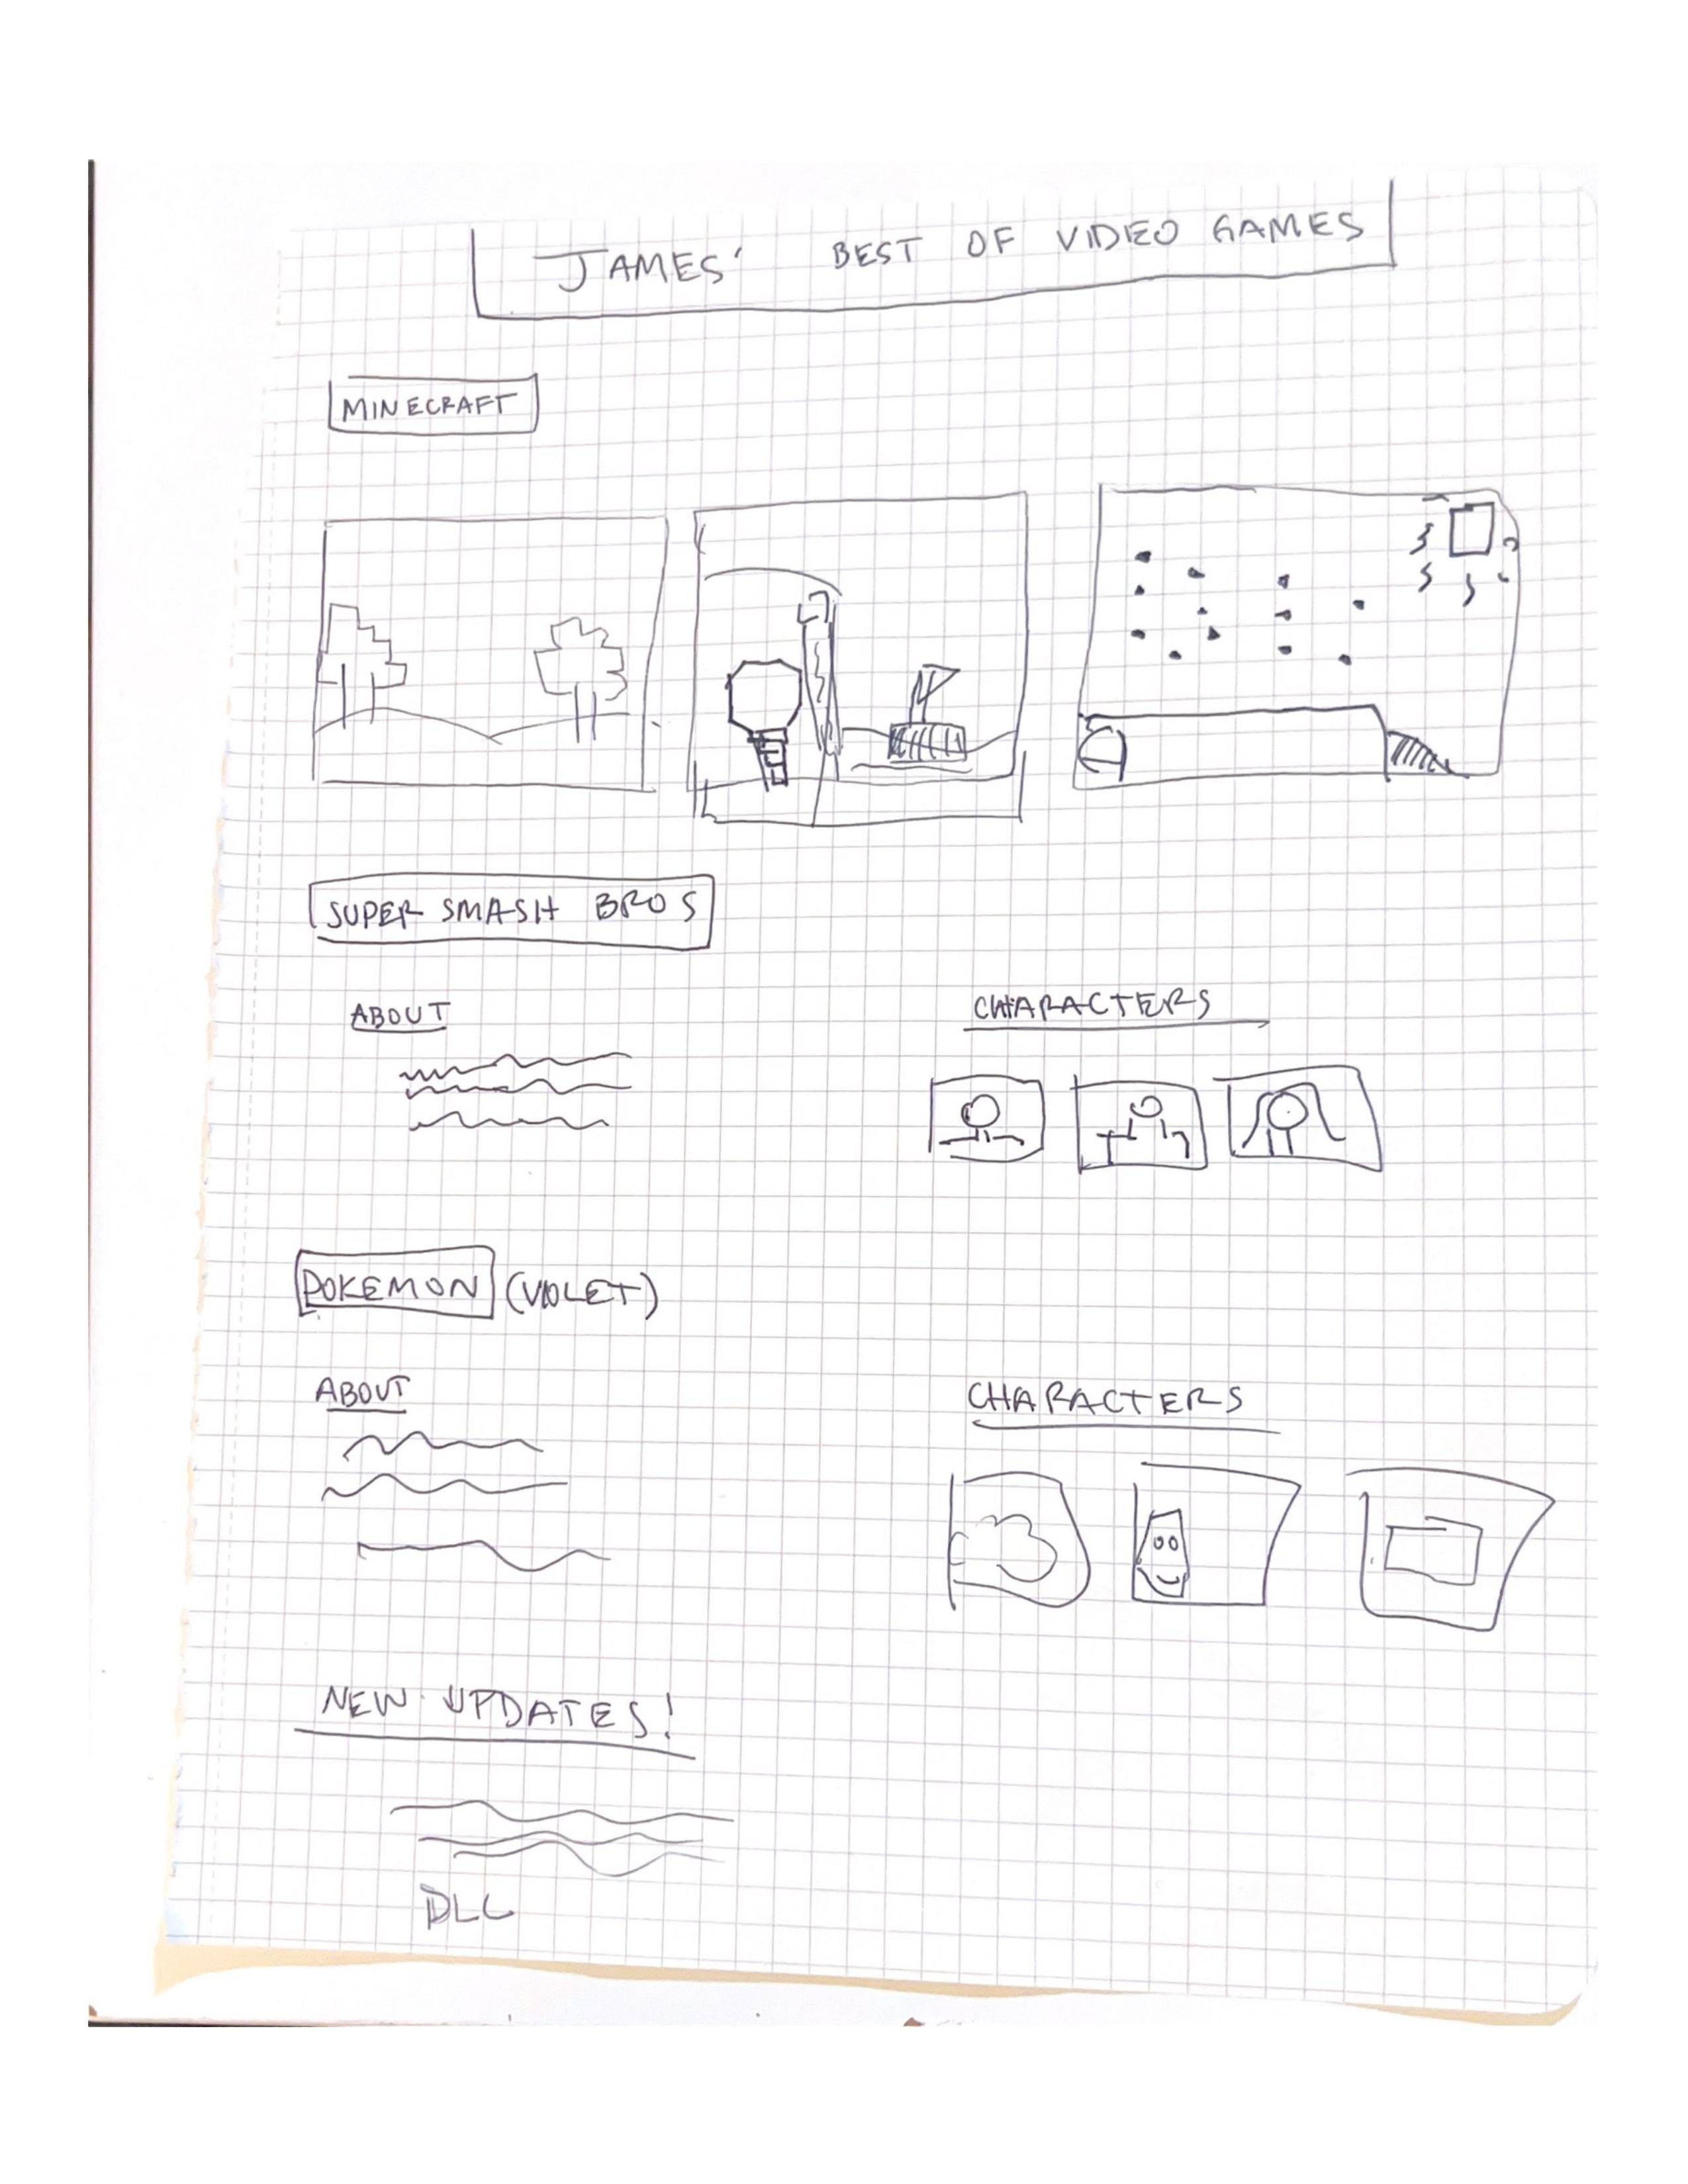 JAMES' BEST OF VIDEO GAMES
MINECRAFT
SUPER SMASH BROS
ABOUT
CHARACTERS
POKEMON (VIOLET)
ABOUT
CHARACTERS
NEW UPDATES!
DLC